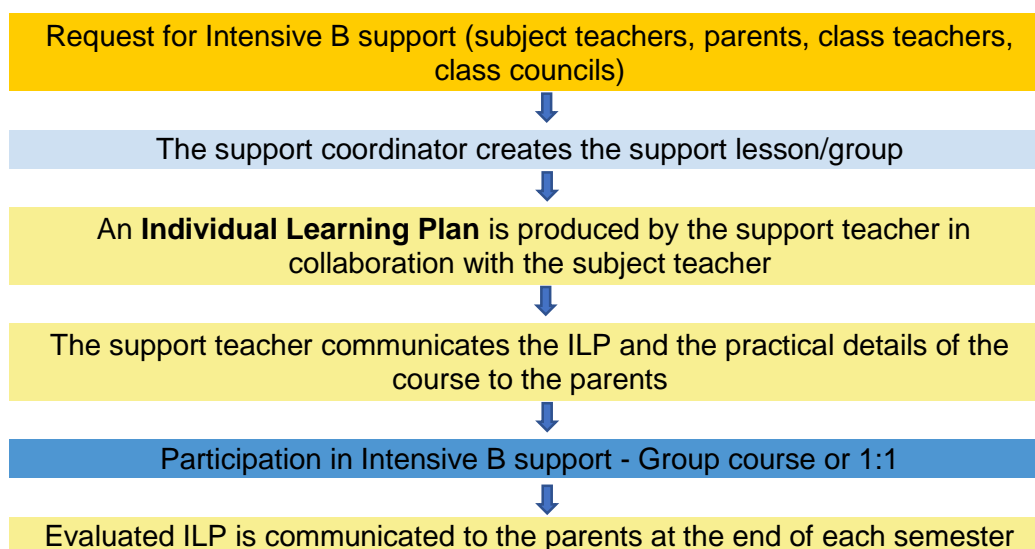 Request for Intensive B support (subject teachers, parents, class teachers,
class councils)
The support coordinator creates the support lesson/group
An Individual Learning Plan is produced by the support teacher in
collaboration with the subject teacher
The support teacher communicates the ILP and the practical details of the
course to the parents
Participation in Intensive B support - Group course or 1:1
Evaluated ILP is communicated to the parents at the end of each semester